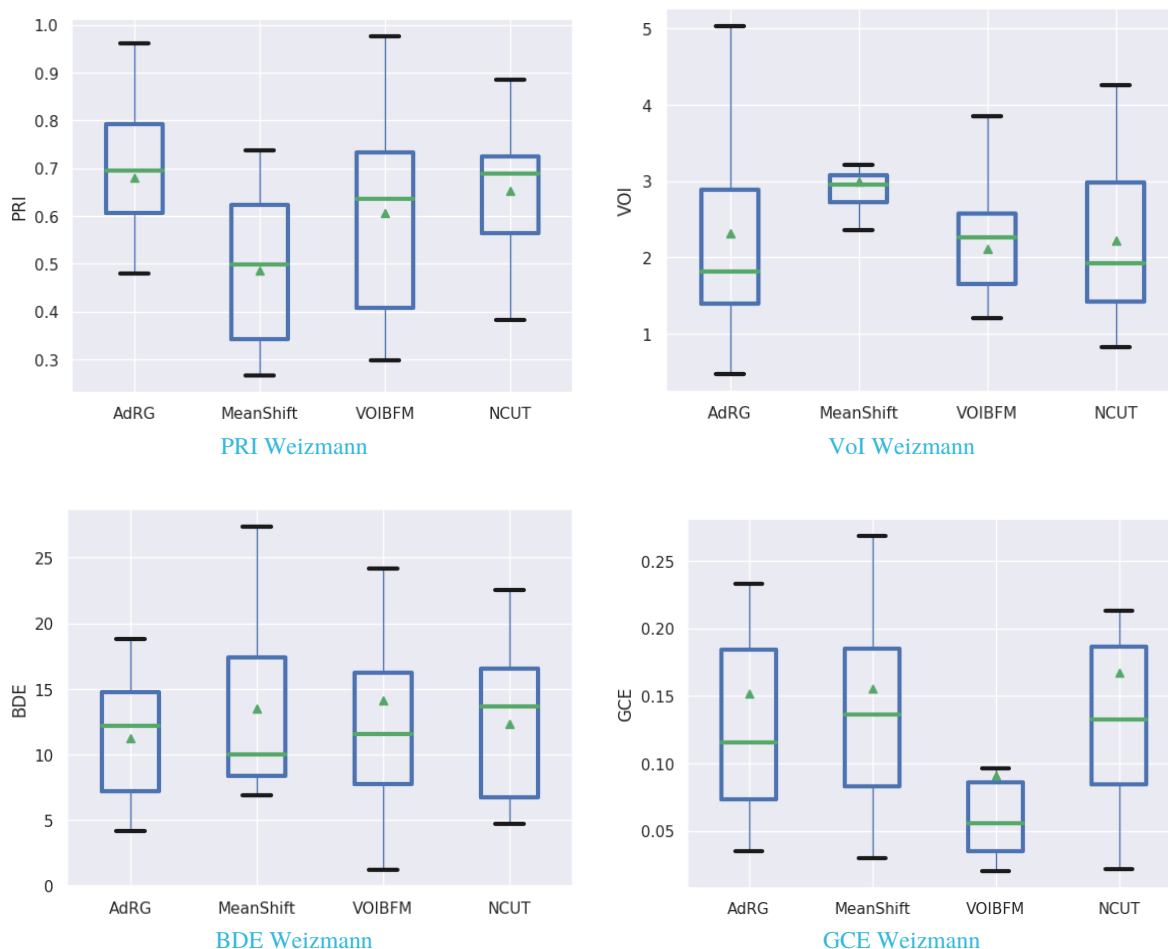 1.0
0.9
0.8
0.7
0.6
0.5
0.4
0.3
PRI
AdRG MeanShift VOIBFM NCUT
PRI Weizmann
5
4
3
2
1
VOI
AdRG MeanShift VOIBFM NCUT
VoI Weizmann
25
20
15
10
5
0
BDE
AdRG MeanShift VOIBFM NCUT
BDE Weizmann
0.25
0.20
0.15
0.10
0.05
GCE
AdRG MeanShift VOIBFM NCUT
GCE Weizmann